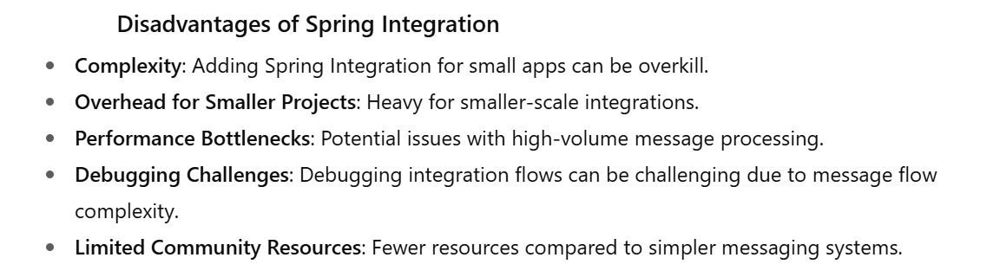 Disadvantages of Spring Integration
• Complexity: Adding Spring Integration for small apps can be overkill.
• Overhead for Smaller Projects: Heavy for smaller-scale integrations.
• Performance Bottlenecks: Potential issues with high-volume message processing.
• Debugging Challenges: Debugging integration flows can be challenging due to message flow
complexity.
• Limited Community Resources: Fewer resources compared to simpler messaging systems.